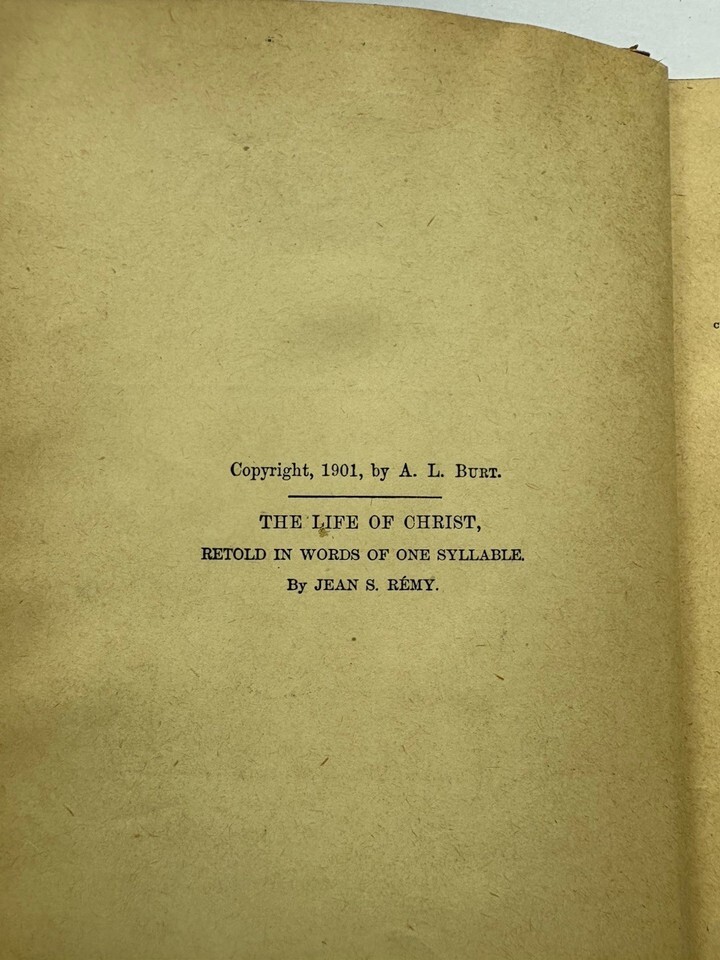 Copyright, 1901, by A. L. BURT.
THE LIFE OF CHRIST,
RETOLD IN WORDS OF ONE SYLLABLE.
By JEAN S. RÉMY.